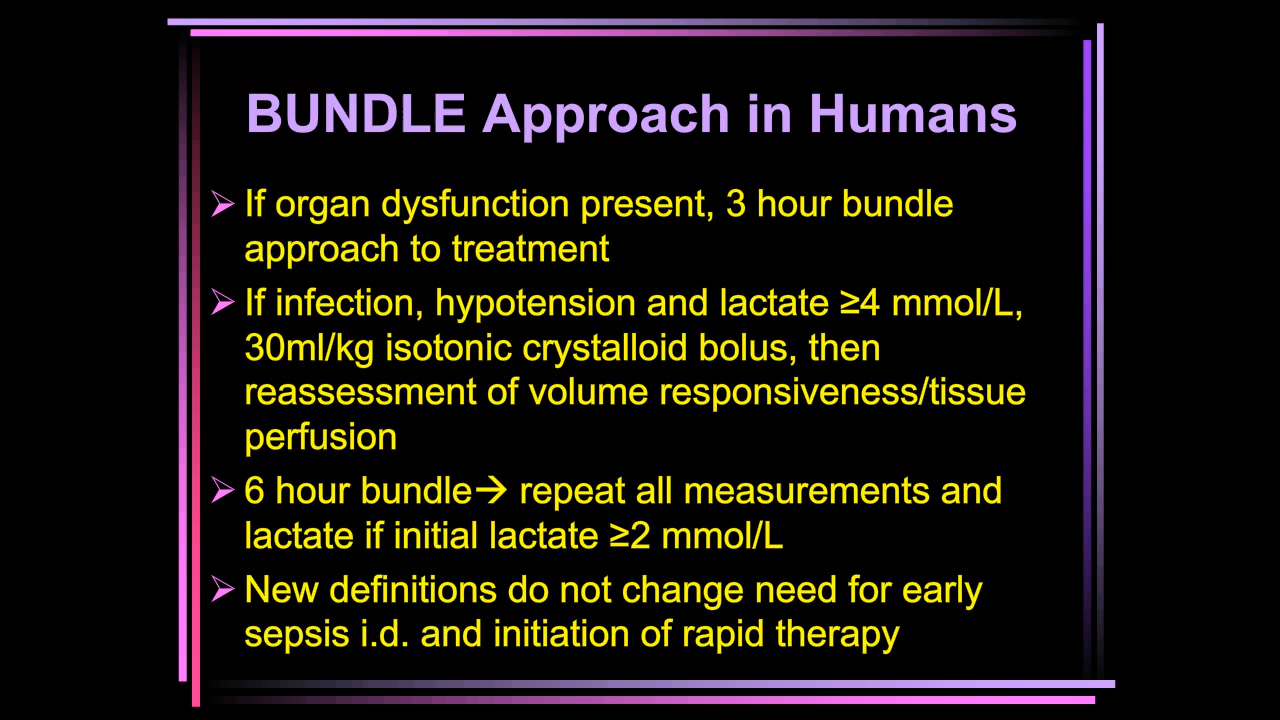 BUNDLE Approach in Humans
If organ dysfunction present, 3 hour bundle
approach to treatment
If infection, hypotension and lactate ≥4 mmol/L,
30ml/kg isotonic crystalloid bolus, then
reassessment of volume responsiveness/tissue
perfusion
6 hour bundle→ repeat all measurements and
lactate if initial lactate ≥2 mmol/L
New definitions do not change need for early
sepsis i.d. and initiation of rapid therapy